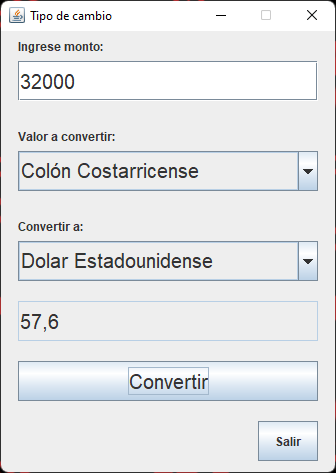 Tipo de cambio
Ingrese monto:
32000
Valor a convertir:
Colón Costarricense
Convertir a:
Dolar Estadounidense
57,6
Convertir
Salir